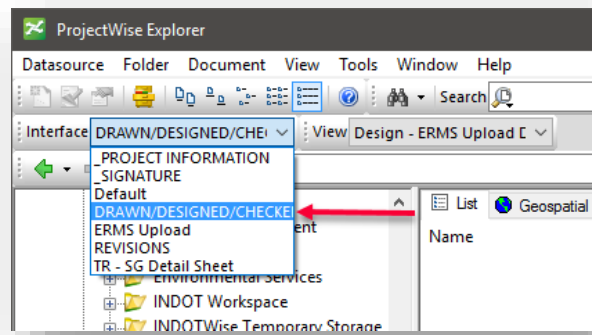 ProjectWise Explorer
Datasource Folder Document View Tools Window Help
Search
Interface DRAWN/DESIGNED/CHE View Design - ERMS Upload
_PROJECT INFORMATION
_SIGNATURE
Default
DRAWN/DESIGNED/CHECKE
ERMS Upload
REVISIONS
TR - SG Detail Sheet
ent
List Geospatial
Name
Environmental Services
INDOT Workspace
INDOTWise Temporary Storage